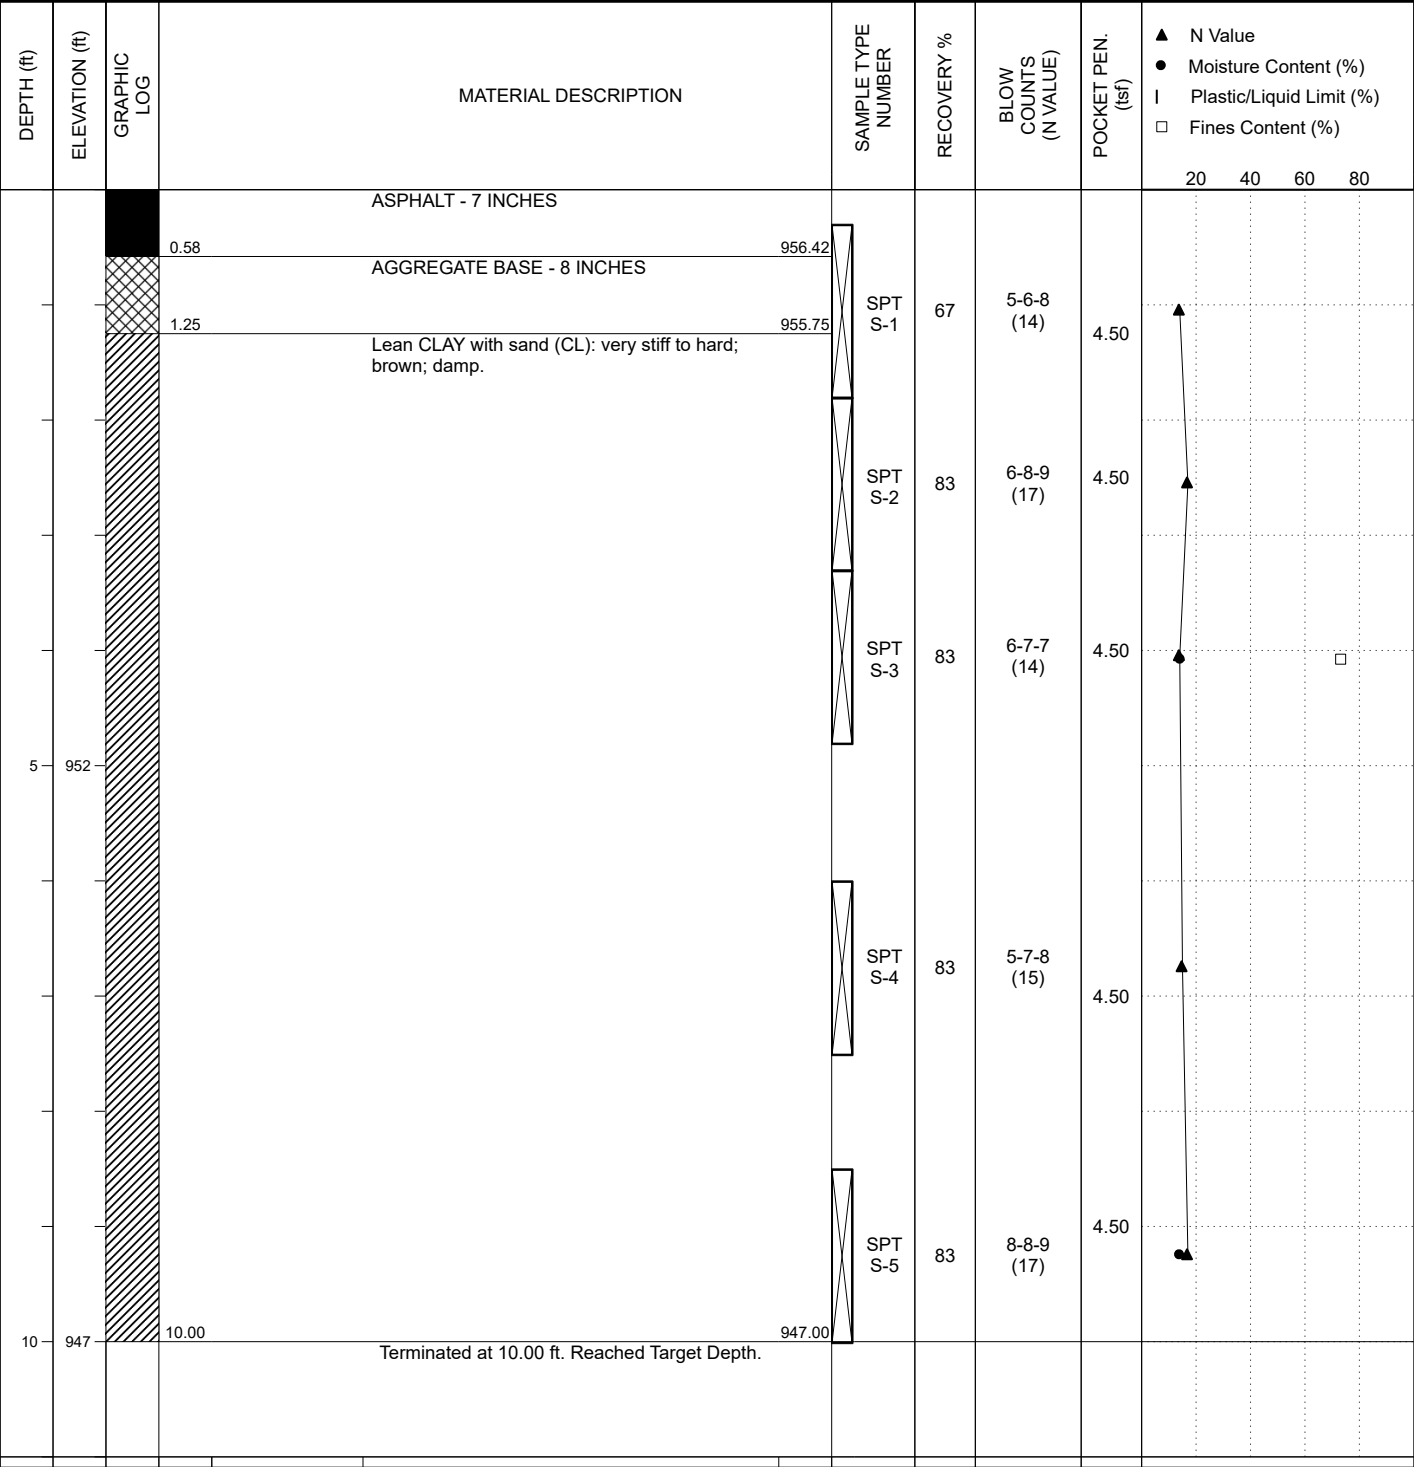 DEPTH (ft)
ELEVATION (ft)
GRAPHIC
LOG
MATERIAL DESCRIPTION
SAMPLE TYPE
NUMBER
RECOVERY %
BLOW
COUNTS
(N VALUE)
POCKET PEN.
(tsf)
N Value
Moisture Content (%)
Plastic/Liquid Limit (%)
Fines Content (%)
20 40 60 80
ASPHALT - 7 INCHES
0.58 956.42
AGGREGATE BASE - 8 INCHES
1.25 955.75
Lean CLAY with sand (CL): very stiff to hard;
brown; damp.
SPT
S-1
67
5-6-8
(14)
4.50
SPT
S-2
83
6-8-9
(17)
4.50
SPT
S-3
83
6-7-7
(14)
4.50
5 952
SPT
S-4
83
5-7-8
(15)
4.50
SPT
S-5
83
8-8-9
(17)
4.50
10 947 10.00 947.00
Terminated at 10.00 ft. Reached Target Depth.